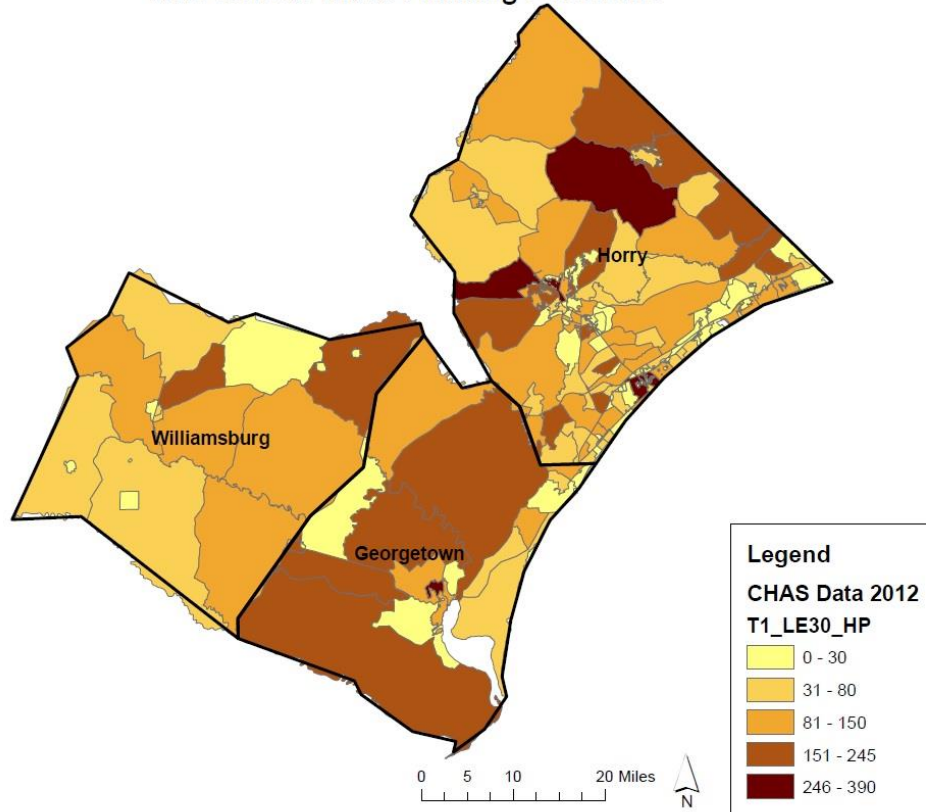 Horry
Williamsburg
Georgetown
Legend
CHAS Data 2012
T1_LE30_HP
0 - 30
31 - 80
81 - 150
151 - 245
246 - 390
0 5 10 20 Miles
N